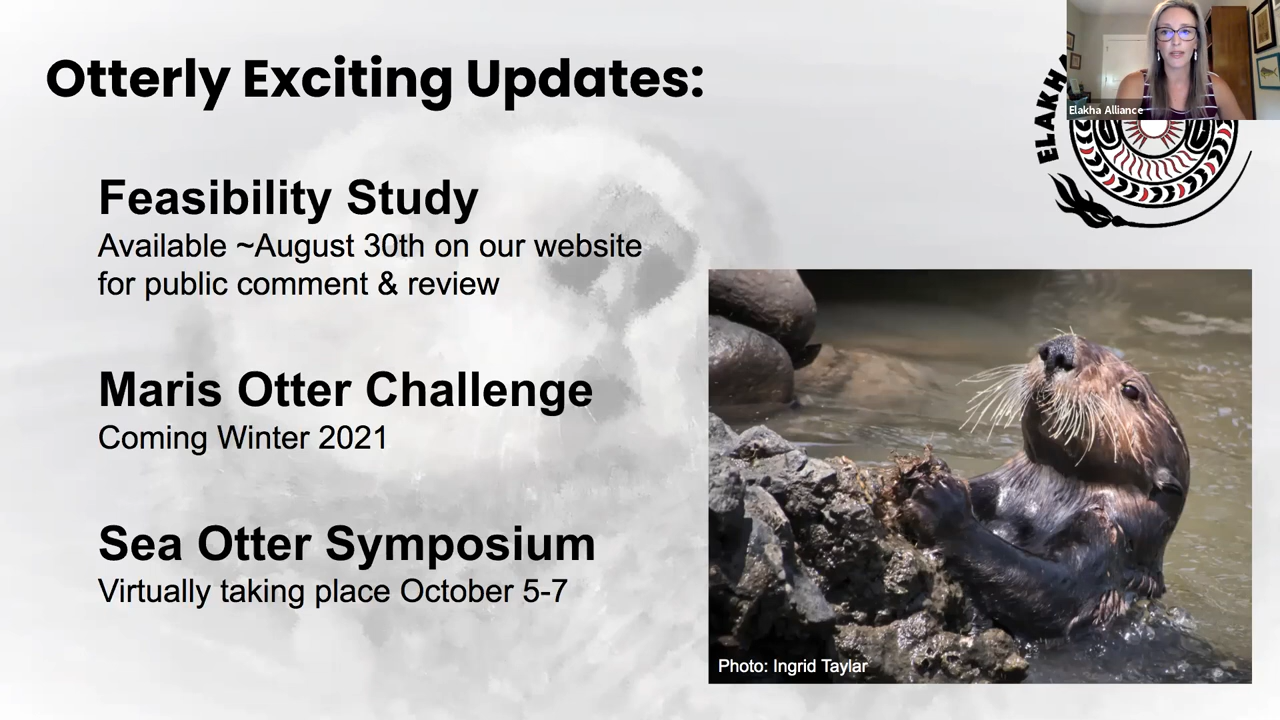 Otterly Exciting Updates:
Elakha Alliance
ELAKHA
Feasibility Study
Available ~August 30th on our website
for public comment & review
Maris Otter Challenge
Coming Winter 2021
Sea Otter Symposium
Virtually taking place October 5-7
Photo: Ingrid Taylar